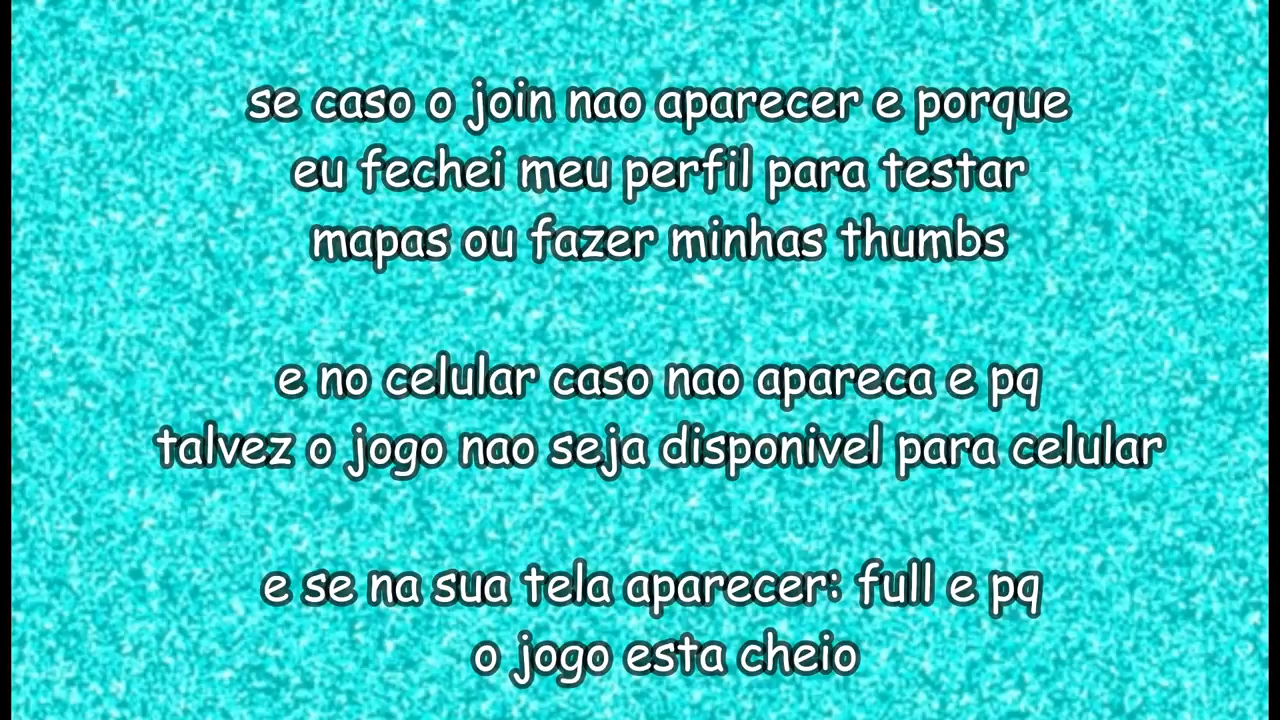 se caso o join nao aparecer e porque
eu fechei meu perfil para testar
mapas ou fazer minhas thumbs
e no celular caso nao apareca e pq
talvez o jogo nao seja disponivel para celular
e se na sua tela aparecer: full e pq
o jogo esta cheio